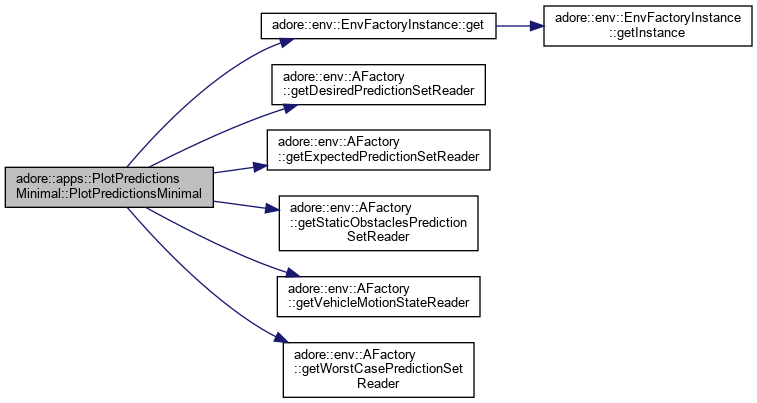 adore::env::EnvFactoryInstance::get
adore::env::EnvFactoryInstance
::getInstance
adore::env::AFactory
::getDesiredPredictionSetReader
adore::env::AFactory
::getExpectedPredictionSetReader
adore::apps::PlotPredictions
Minimal::PlotPredictionsMinimal
adore::env::AFactory
::getStaticObstaclesPrediction
SetReader
adore::env::AFactory
::getVehicleMotionStateReader
adore::env::AFactory
::getWorstCasePredictionSet
Reader